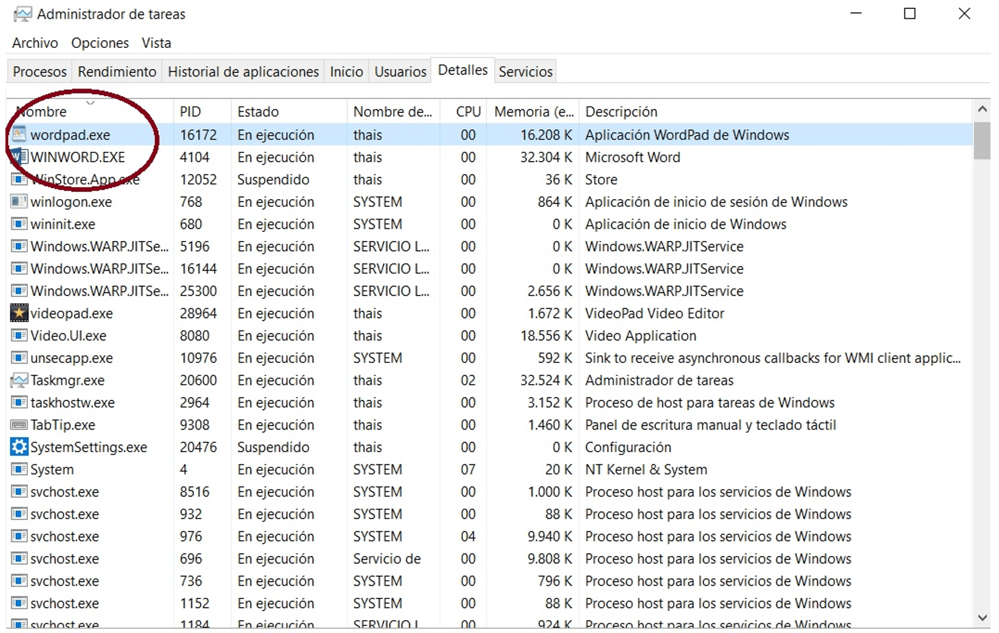 Administrador de tareas
Archivo Opciones Vista
Procesos Rendimiento Historial de aplicaciones Inicio Usuarios Detalles Servicios
Nombre PID Estado Nombre de... CPU Memoria (e... Descripción
wordpad.exe 16172 En ejecución thais 00 16.208 K Aplicación WordPad de Windows
WINWORD.EXE 4104 En ejecución thais 00 32.304 K Microsoft Word
WinStore.App.exe 12052 Suspendido thais 00 36 K Store
winlogon.exe 768 En ejecución SYSTEM 00 864 K Aplicación de inicio de sesión de Windows
wininit.exe 680 En ejecución SYSTEM 00 0 K Aplicación de inicio de Windows
Windows.WARP.JITSe... 5196 En ejecución SERVICIO L... 00 0 K Windows.WARP.JITService
Windows.WARP.JITSe... 16144 En ejecución SERVICIO L... 00 0 K Windows.WARP.JITService
Windows.WARP.JITSe... 25300 En ejecución SERVICIO L... 00 2.656 K Windows.WARP.JITService
videopad.exe 28964 En ejecución thais 00 1.672 K VideoPad Video Editor
Video.UI.exe 8080 En ejecución thais 00 18.556 K Video Application
unsecapp.exe 10976 En ejecución SYSTEM 00 592 K Sink to receive asynchronous callbacks for WMI client applic...
Taskmgr.exe 20600 En ejecución thais 02 32.524 K Administrador de tareas
taskhostw.exe 2964 En ejecución thais 00 3.152 K Proceso de host para tareas de Windows
TabTip.exe 9308 En ejecución thais 00 1.460 K Panel de escritura manual y teclado táctil
SystemSettings.exe 20476 Suspendido thais 00 0 K Configuración
System 4 En ejecución SYSTEM 07 20 K NT Kernel & System
svchost.exe 8516 En ejecución SYSTEM 00 1.000 K Proceso host para los servicios de Windows
svchost.exe 932 En ejecución SYSTEM 00 88 K Proceso host para los servicios de Windows
svchost.exe 976 En ejecución SYSTEM 04 9.940 K Proceso host para los servicios de Windows
svchost.exe 696 En ejecución Servicio de 00 9.808 K Proceso host para los servicios de Windows
svchost.exe 736 En ejecución SYSTEM 00 796 K Proceso host para los servicios de Windows
svchost.exe 1152 En ejecución SYSTEM 00 88 K Proceso host para los servicios de Windows
svchost.exe 1184 En ejecución SERVICIO L... 00 924 K Proceso host para los servicios de Windows